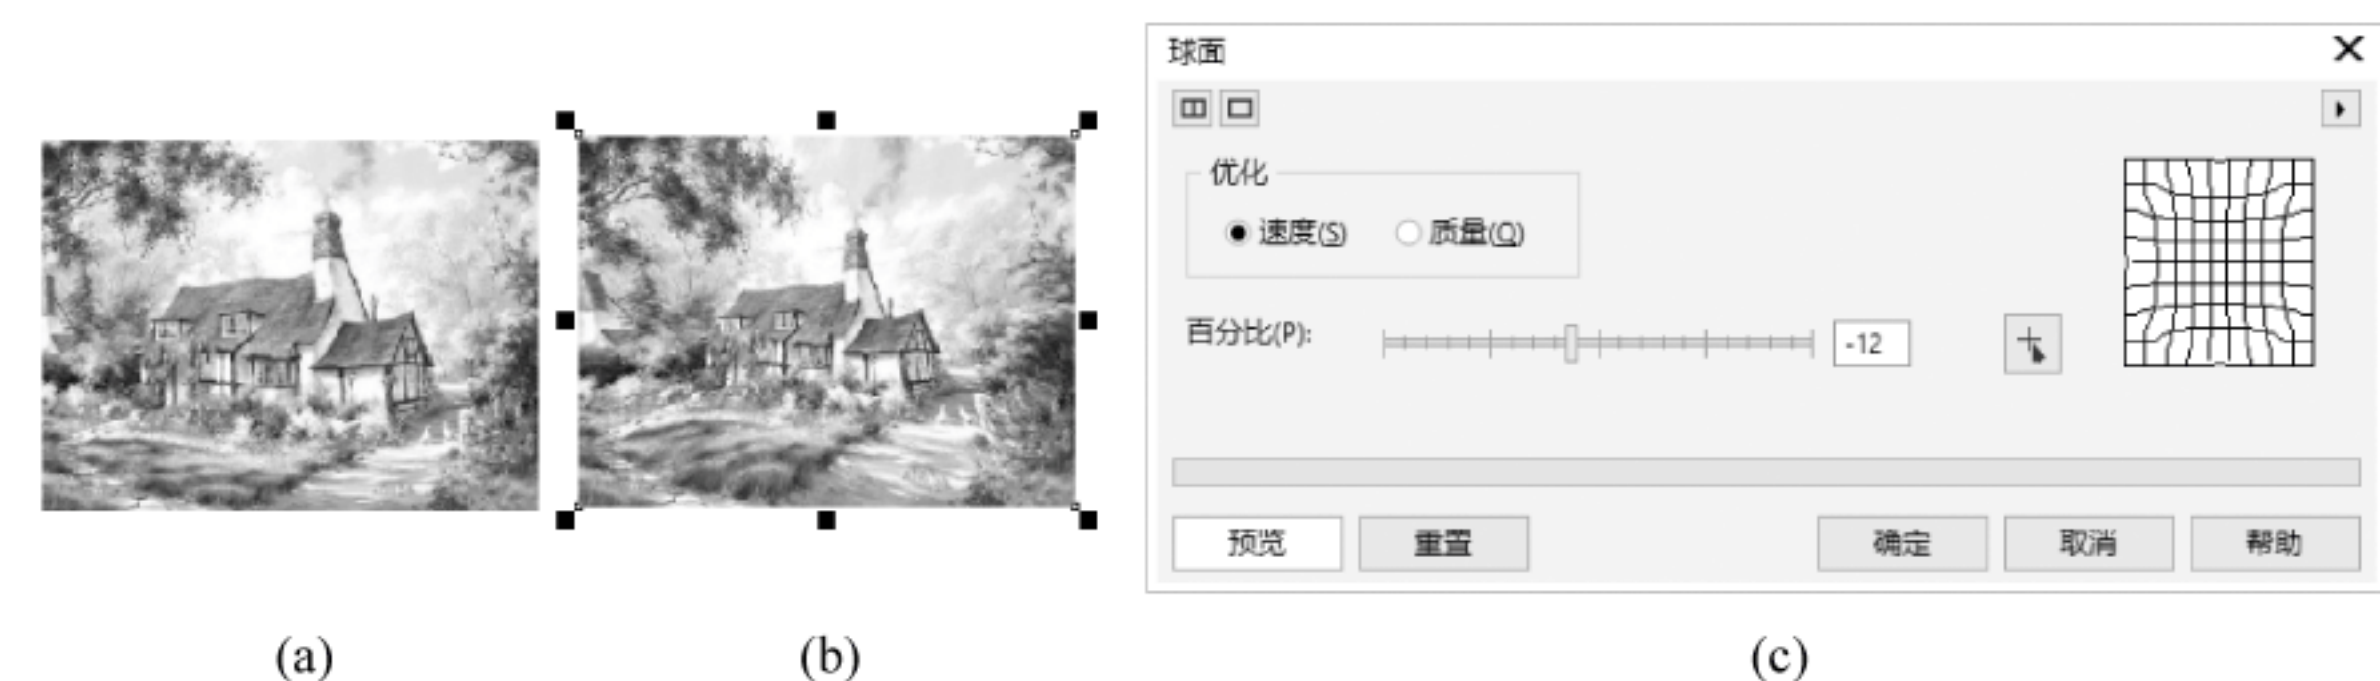 球面
优化
速度(S) 质量(Q)
百分比(P): -12
预览 重置 确定 取消 帮助
(a) (b) (c)